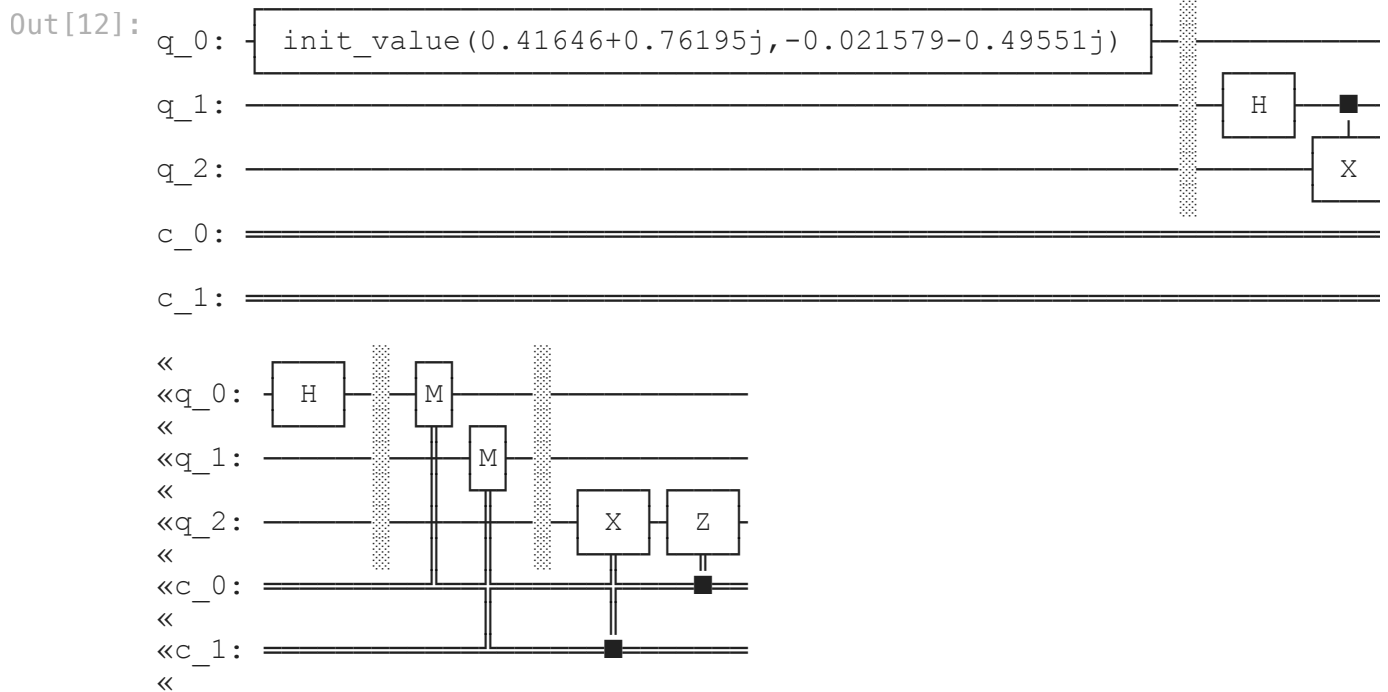 Out[12]:
q_0: init_value(0.41646+0.76195j,-0.021579-0.49551j)
q_1: H
q_2: X
c_0:
c_1:
«
«q_0: H M
«
«q_1: M
«
«q_2: X Z
«
«c_0:
«
«c_1:
«